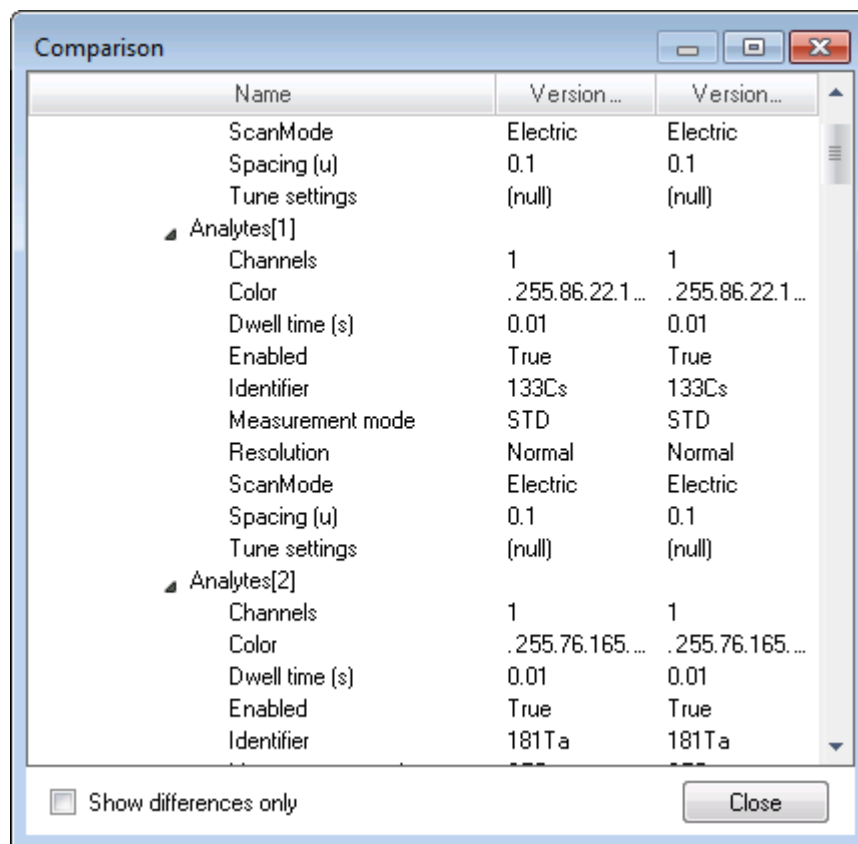 Comparison
Name Version... Version...
ScanMode Electric Electric
Spacing (u) 0.1 0.1
Tune settings (null) (null)
Analytes[1]
Channels 1 1
Color .255.86.22.1... .255.86.22.1...
Dwell time (s) 0.01 0.01
Enabled True True
Identifier 133Cs 133Cs
Measurement mode STD STD
Resolution Normal Normal
ScanMode Electric Electric
Spacing (u) 0.1 0.1
Tune settings (null) (null)
Analytes[2]
Channels 1 1
Color .255.76.165.... .255.76.165....
Dwell time (s) 0.01 0.01
Enabled True True
Identifier 181Ta 181Ta
Show differences only Close